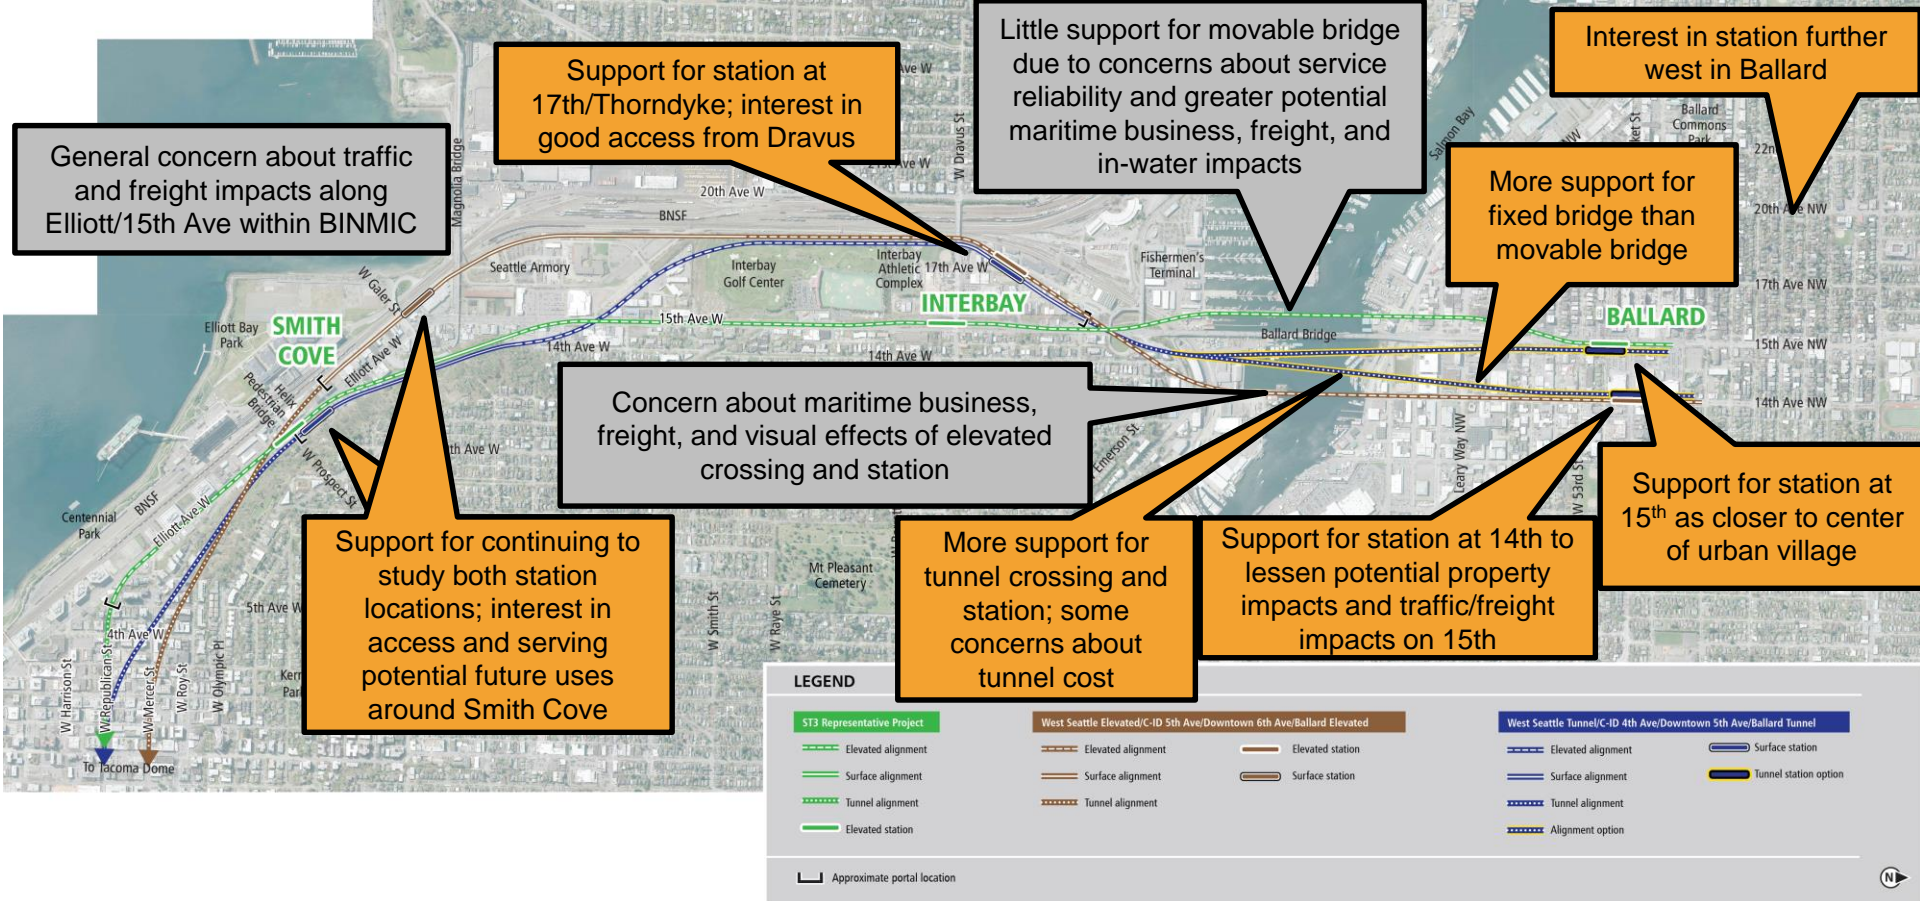 Little support for movable bridge
due to concerns about service
reliability and greater potential
maritime business, freight, and
in-water impacts
Interest in station further
west in Ballard
Support for station at
17th/Thorndyke; interest in
good access from Dravus
General concern about traffic
and freight impacts along
Elliott/15th Ave within BINMIC
More support for
fixed bridge than
movable bridge
Concern about maritime business,
freight, and visual effects of elevated
crossing and station
Support for continuing to
study both station
locations; interest in
access and serving
potential future uses
around Smith Cove
More support for
tunnel crossing and
station; some
concerns about
tunnel cost
Support for station at 14th to
lessen potential property
impacts and traffic/freight
impacts on 15th
Support for station at
15th as closer to center
of urban village
Magnolia Bridge
W Dravus St
20th Ave W
BNSF
Seattle Armory
Interbay
Golf Center
Interbay
Athletic
Complex
17th Ave W
INTERBAY
15th Ave W
14th Ave W
14th Ave W
Fishermen's
Terminal
Salmon Bay
Ballard
Commons
Park
20th Ave NW
17th Ave NW
BALLARD
15th Ave NW
14th Ave NW
Ballard Bridge
Leary Way NW
W 53rd St
Emerson St
W Galer St
Elliott Bay
Park
SMITH
COVE
Elliott Ave W
Helix
Pedestrian
Bridge
W Prospect St
Centennial
Park
BNSF
Elliott Ave W
5th Ave W
4th Ave W
W Harrison St
W Republican St
W Mercer St
W Roy St
W Olympic Pl
To Tacoma Dome
Mt Pleasant
Cemetery
W Smith St
W Raye St
LEGEND
ST3 Representative Project
Elevated alignment
Surface alignment
Tunnel alignment
Elevated station
West Seattle Elevated/C-ID 5th Ave/Downtown 6th Ave/Ballard Elevated
Elevated alignment
Surface alignment
Tunnel alignment
Elevated station
Surface station
West Seattle Tunnel/C-ID 4th Ave/Downtown 5th Ave/Ballard Tunnel
Elevated alignment
Surface alignment
Tunnel alignment
Alignment option
Surface station
Tunnel station option
Approximate portal location
N